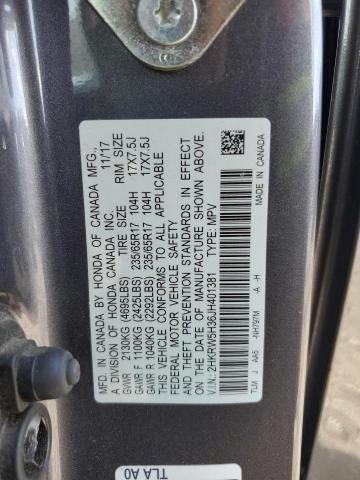 MFD. IN CANADA BY HONDA OF CANADA MFG.,
A DIVISION OF HONDA CANADA INC. 11/17
GVWR 2130KG (4695LBS) TIRE SIZE RIM SIZE
GAWR F 1100KG (2425LBS) 235/65R17 104H 17X7.5J
GAWR R 1040KG (2292LBS) 235/65R17 104H 17X7.5J
THIS VEHICLE CONFORMS TO ALL APPLICABLE
FEDERAL MOTOR VEHICLE SAFETY
AND THEFT PREVENTION STANDARDS IN EFFECT
ON THE DATE OF MANUFACTURE SHOWN ABOVE.
V.I.N.: 2HKRW5H36JH401381 TYPE: MPV
TLM J AA5 -NH797M -A -H
MADE IN CANADA
TLA A0